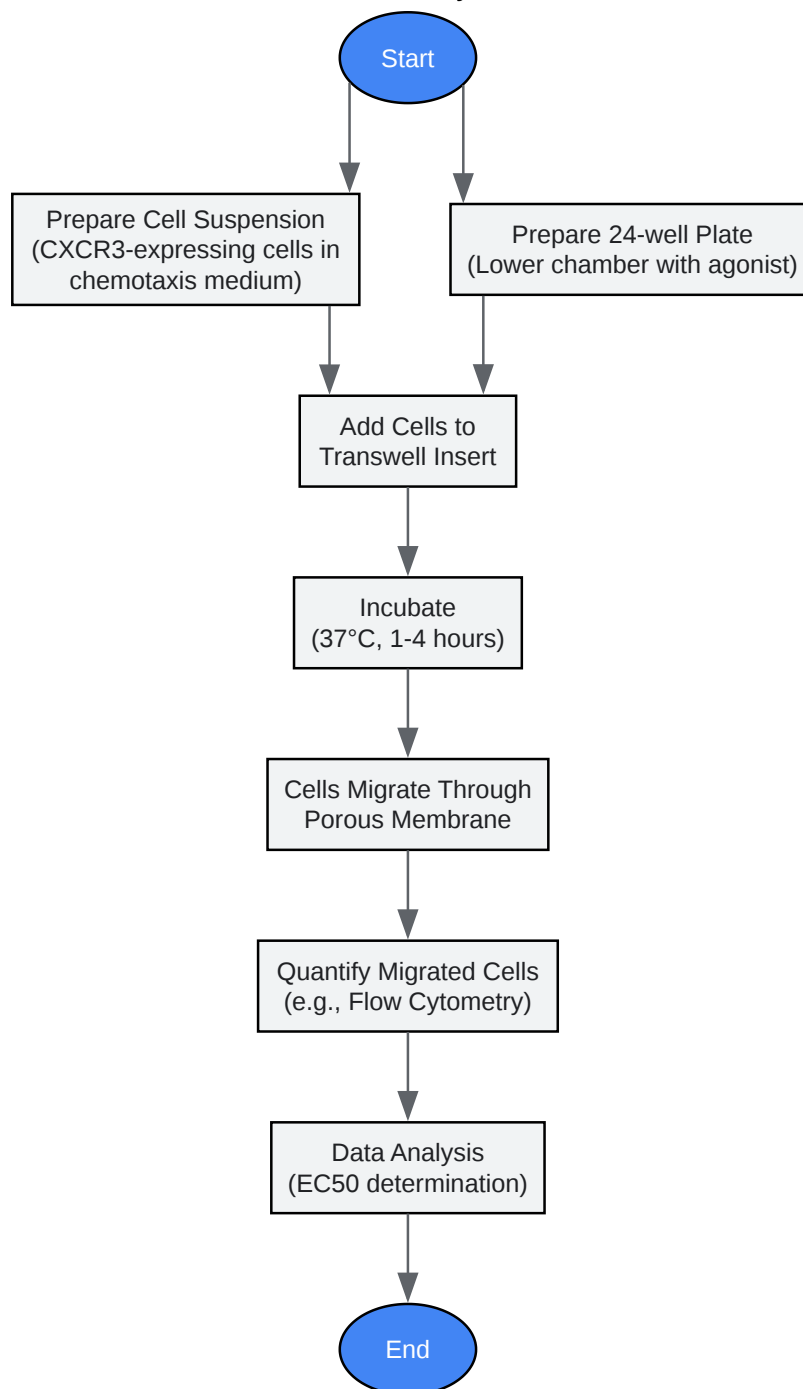 Start
Prepare Cell Suspension
(CXCR3-expressing cells in
chemotaxis medium)
Prepare 24-well Plate
(Lower chamber with agonist)
Add Cells to
Transwell Insert
Incubate
(37°C, 1-4 hours)
Cells Migrate Through
Porous Membrane
Quantify Migrated Cells
(e.g., Flow Cytometry)
Data Analysis
(EC50 determination)
End